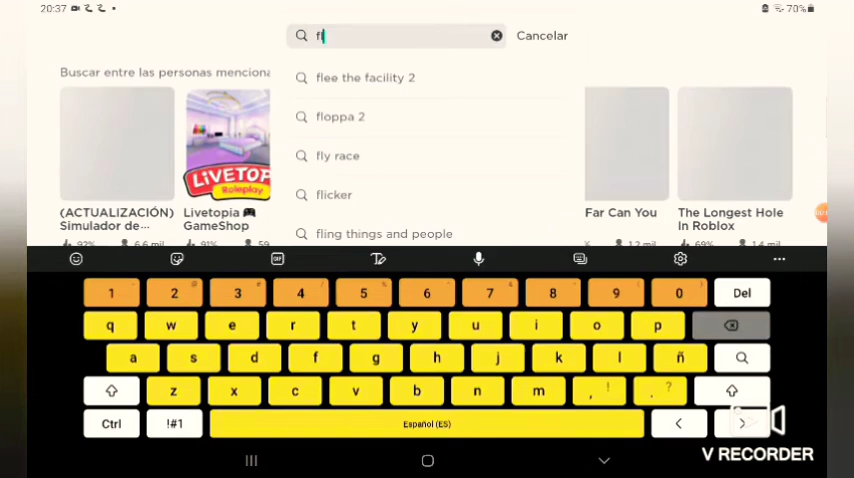 20:37
70%
fl
Cancelar
Buscar entre las personas menciona
flee the facility 2
floppa 2
fly race
flicker
fling things and people
LiVETOPiA
Roleplay
(ACTUALIZACIÓN)
Simulador de...
Livetopia 🎮
GameShop
Far Can You
The Longest Hole
In Roblox
92%
6,6 mil
91%
59
%
1,2 mil
69%
1,4 mil
GIF
1 2 3 4 5 6 7 8 9 0 Del
q w e r t y u i o p
a s d f g h j k l ñ
z x c v b n m , ! . ?
Ctrl !#1 Español (ES) < >
V RECORDER